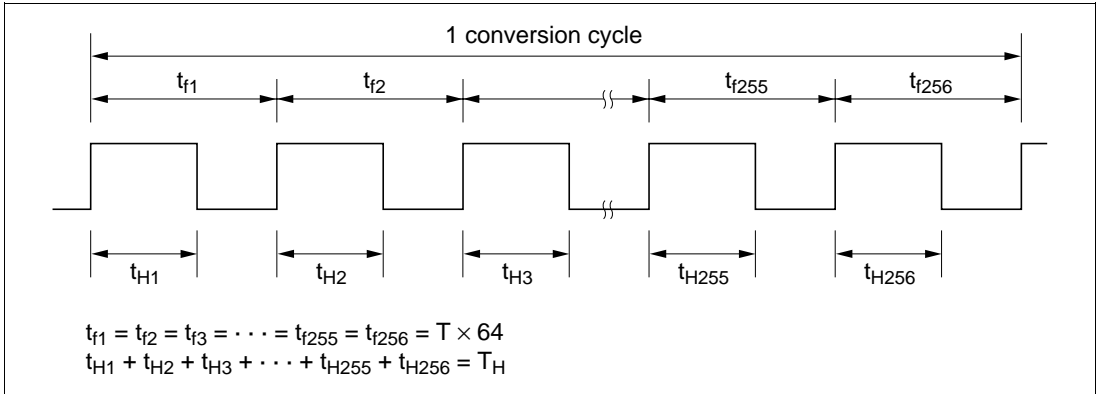 1 conversion cycle
tf1 tf2 tf255 tf256
tH1 tH2 tH3 tH255 tH256
tf1 = tf2 = tf3 = · · · = tf255 = tf256 = T × 64
tH1 + tH2 + tH3 + · · · + tH255 + tH256 = TH